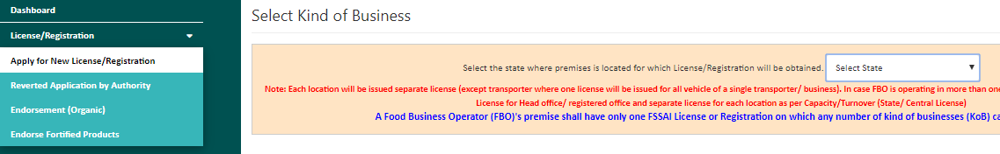 Dashboard
License/Registration
Apply for New License/Registration
Reverted Application by Authority
Endorsement (Organic)
Endorse Fortified Products
Select Kind of Business
Select the state where premises is located for which License/Registration will be obtained. Select State
Note: Each location will be issued separate license (except transporter where one license will be issued for all vehicle of a single transporter/ business). In case FBO is operating in more than one
License for Head office/ registered office and separate license for each location as per Capacity/Turnover (State/ Central License)
A Food Business Operator (FBO)'s premise shall have only one FSSAI License or Registration on which any number of kind of businesses (KoB) ca